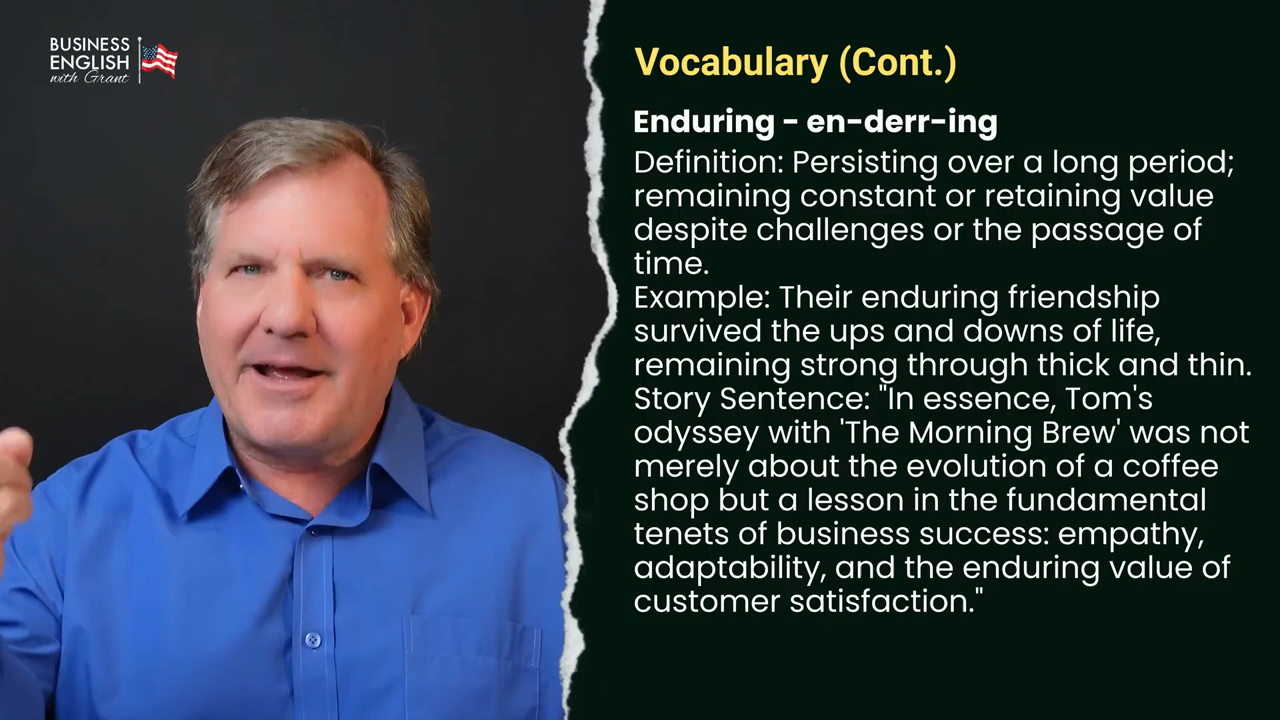 BUSINESS
ENGLISH
with Grant
Vocabulary (Cont.)
Enduring - en-derr-ing
Definition: Persisting over a long period;
remaining constant or retaining value
despite challenges or the passage of
time.
Example: Their enduring friendship
survived the ups and downs of life,
remaining strong through thick and thin.
Story Sentence: "In essence, Tom's
odyssey with 'The Morning Brew' was not
merely about the evolution of a coffee
shop but a lesson in the fundamental
tenets of business success: empathy,
adaptability, and the enduring value of
customer satisfaction."